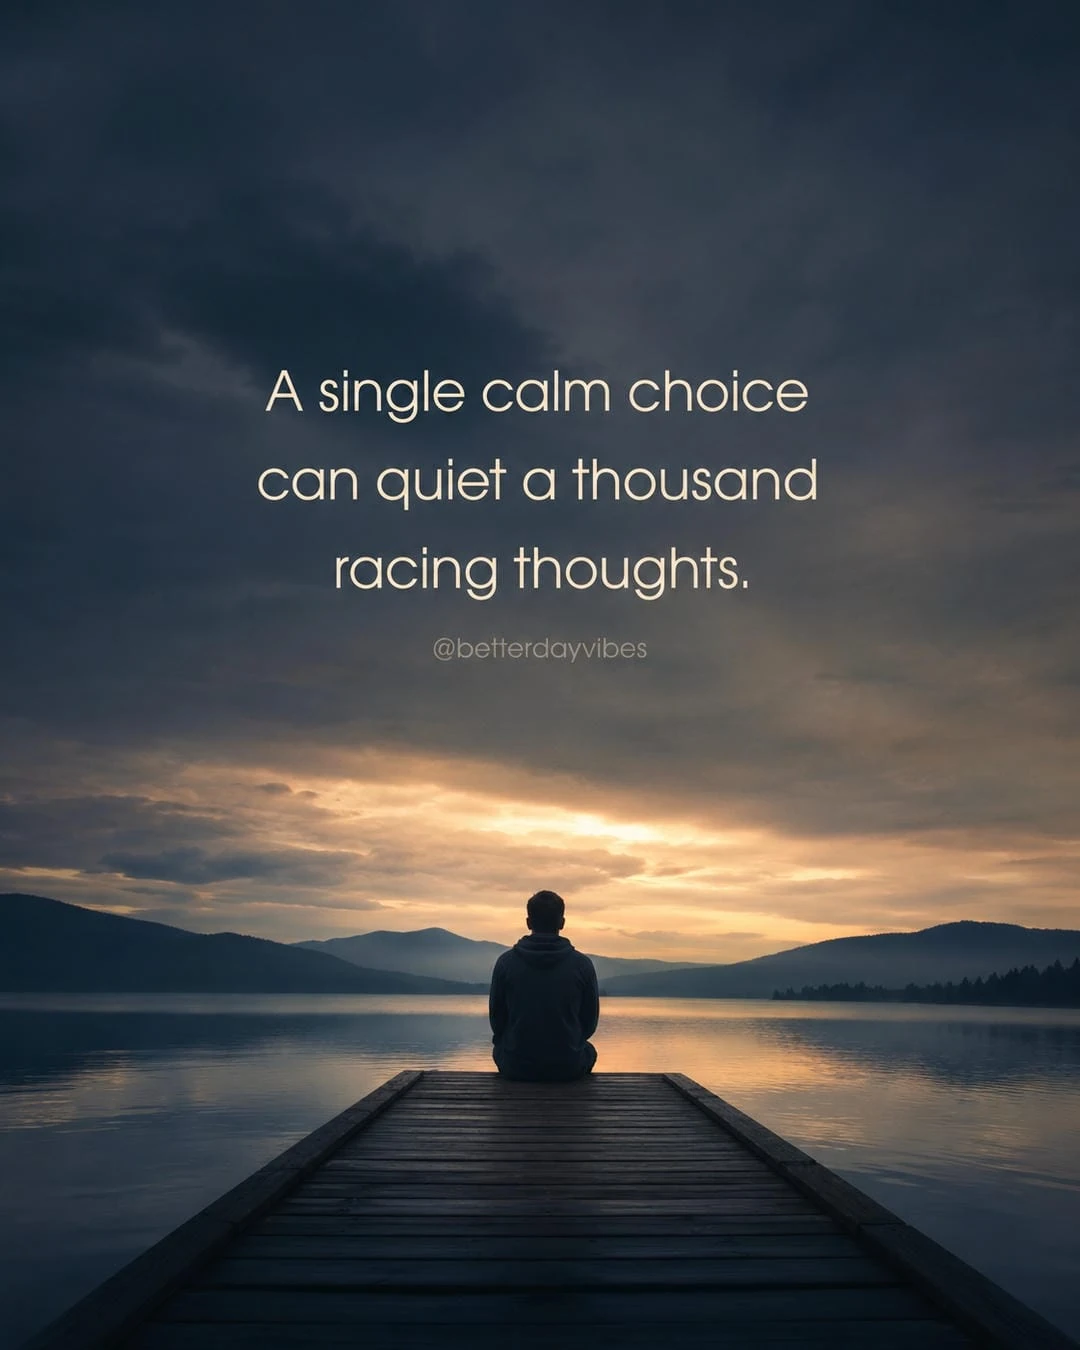 A single calm choice
can quiet a thousand
racing thoughts.
@betterdayvibes